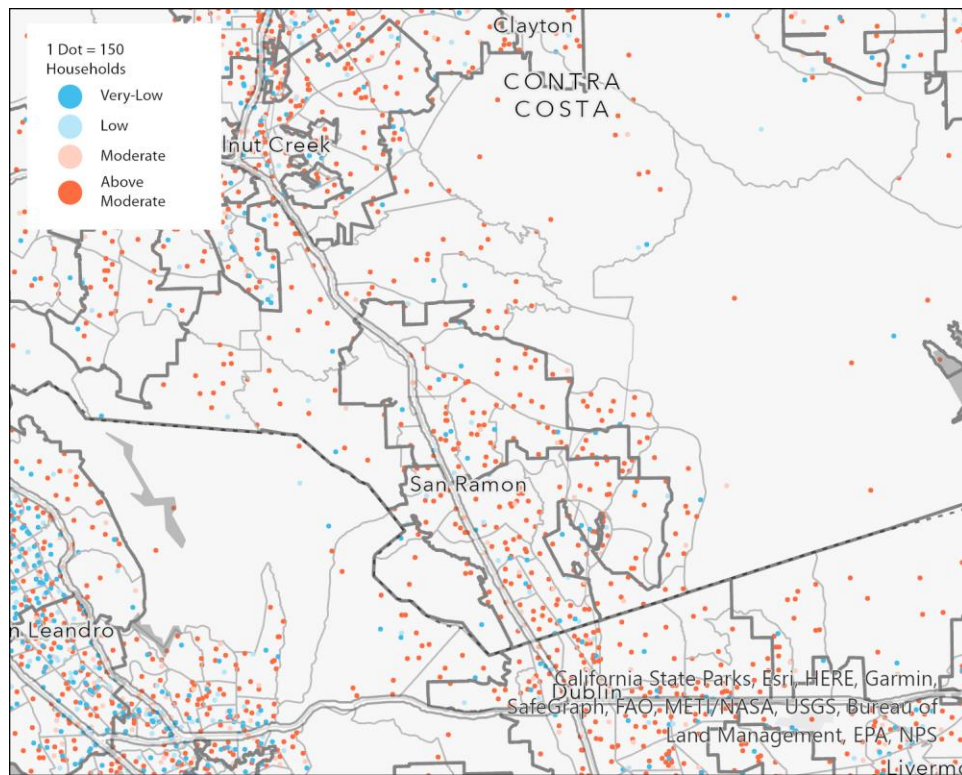 1 Dot = 150
Households
Very-Low
Low
Moderate
Above
Moderate
Clayton
CONTRA
COSTA
lnut Creek
San Ramon
n Leandro
Dublin
California State Parks, Esri, HERE, Garmin,
SafeGraph, FAO, METI/NASA, USGS, Bureau of
Land Management, EPA, NPS
Livermo